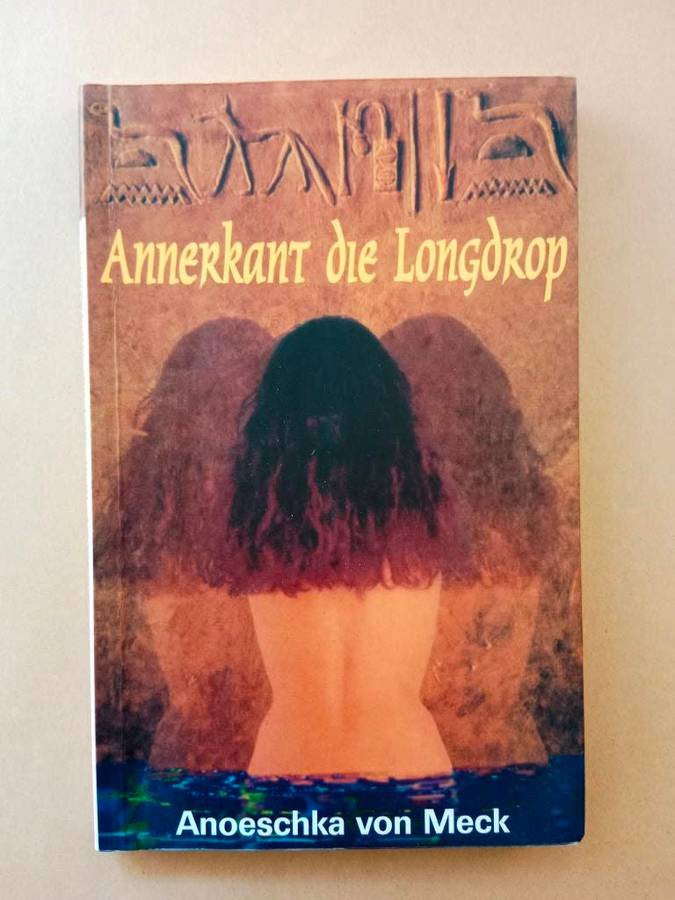 Annerkant die Longdrop
Anoeschka von Meck